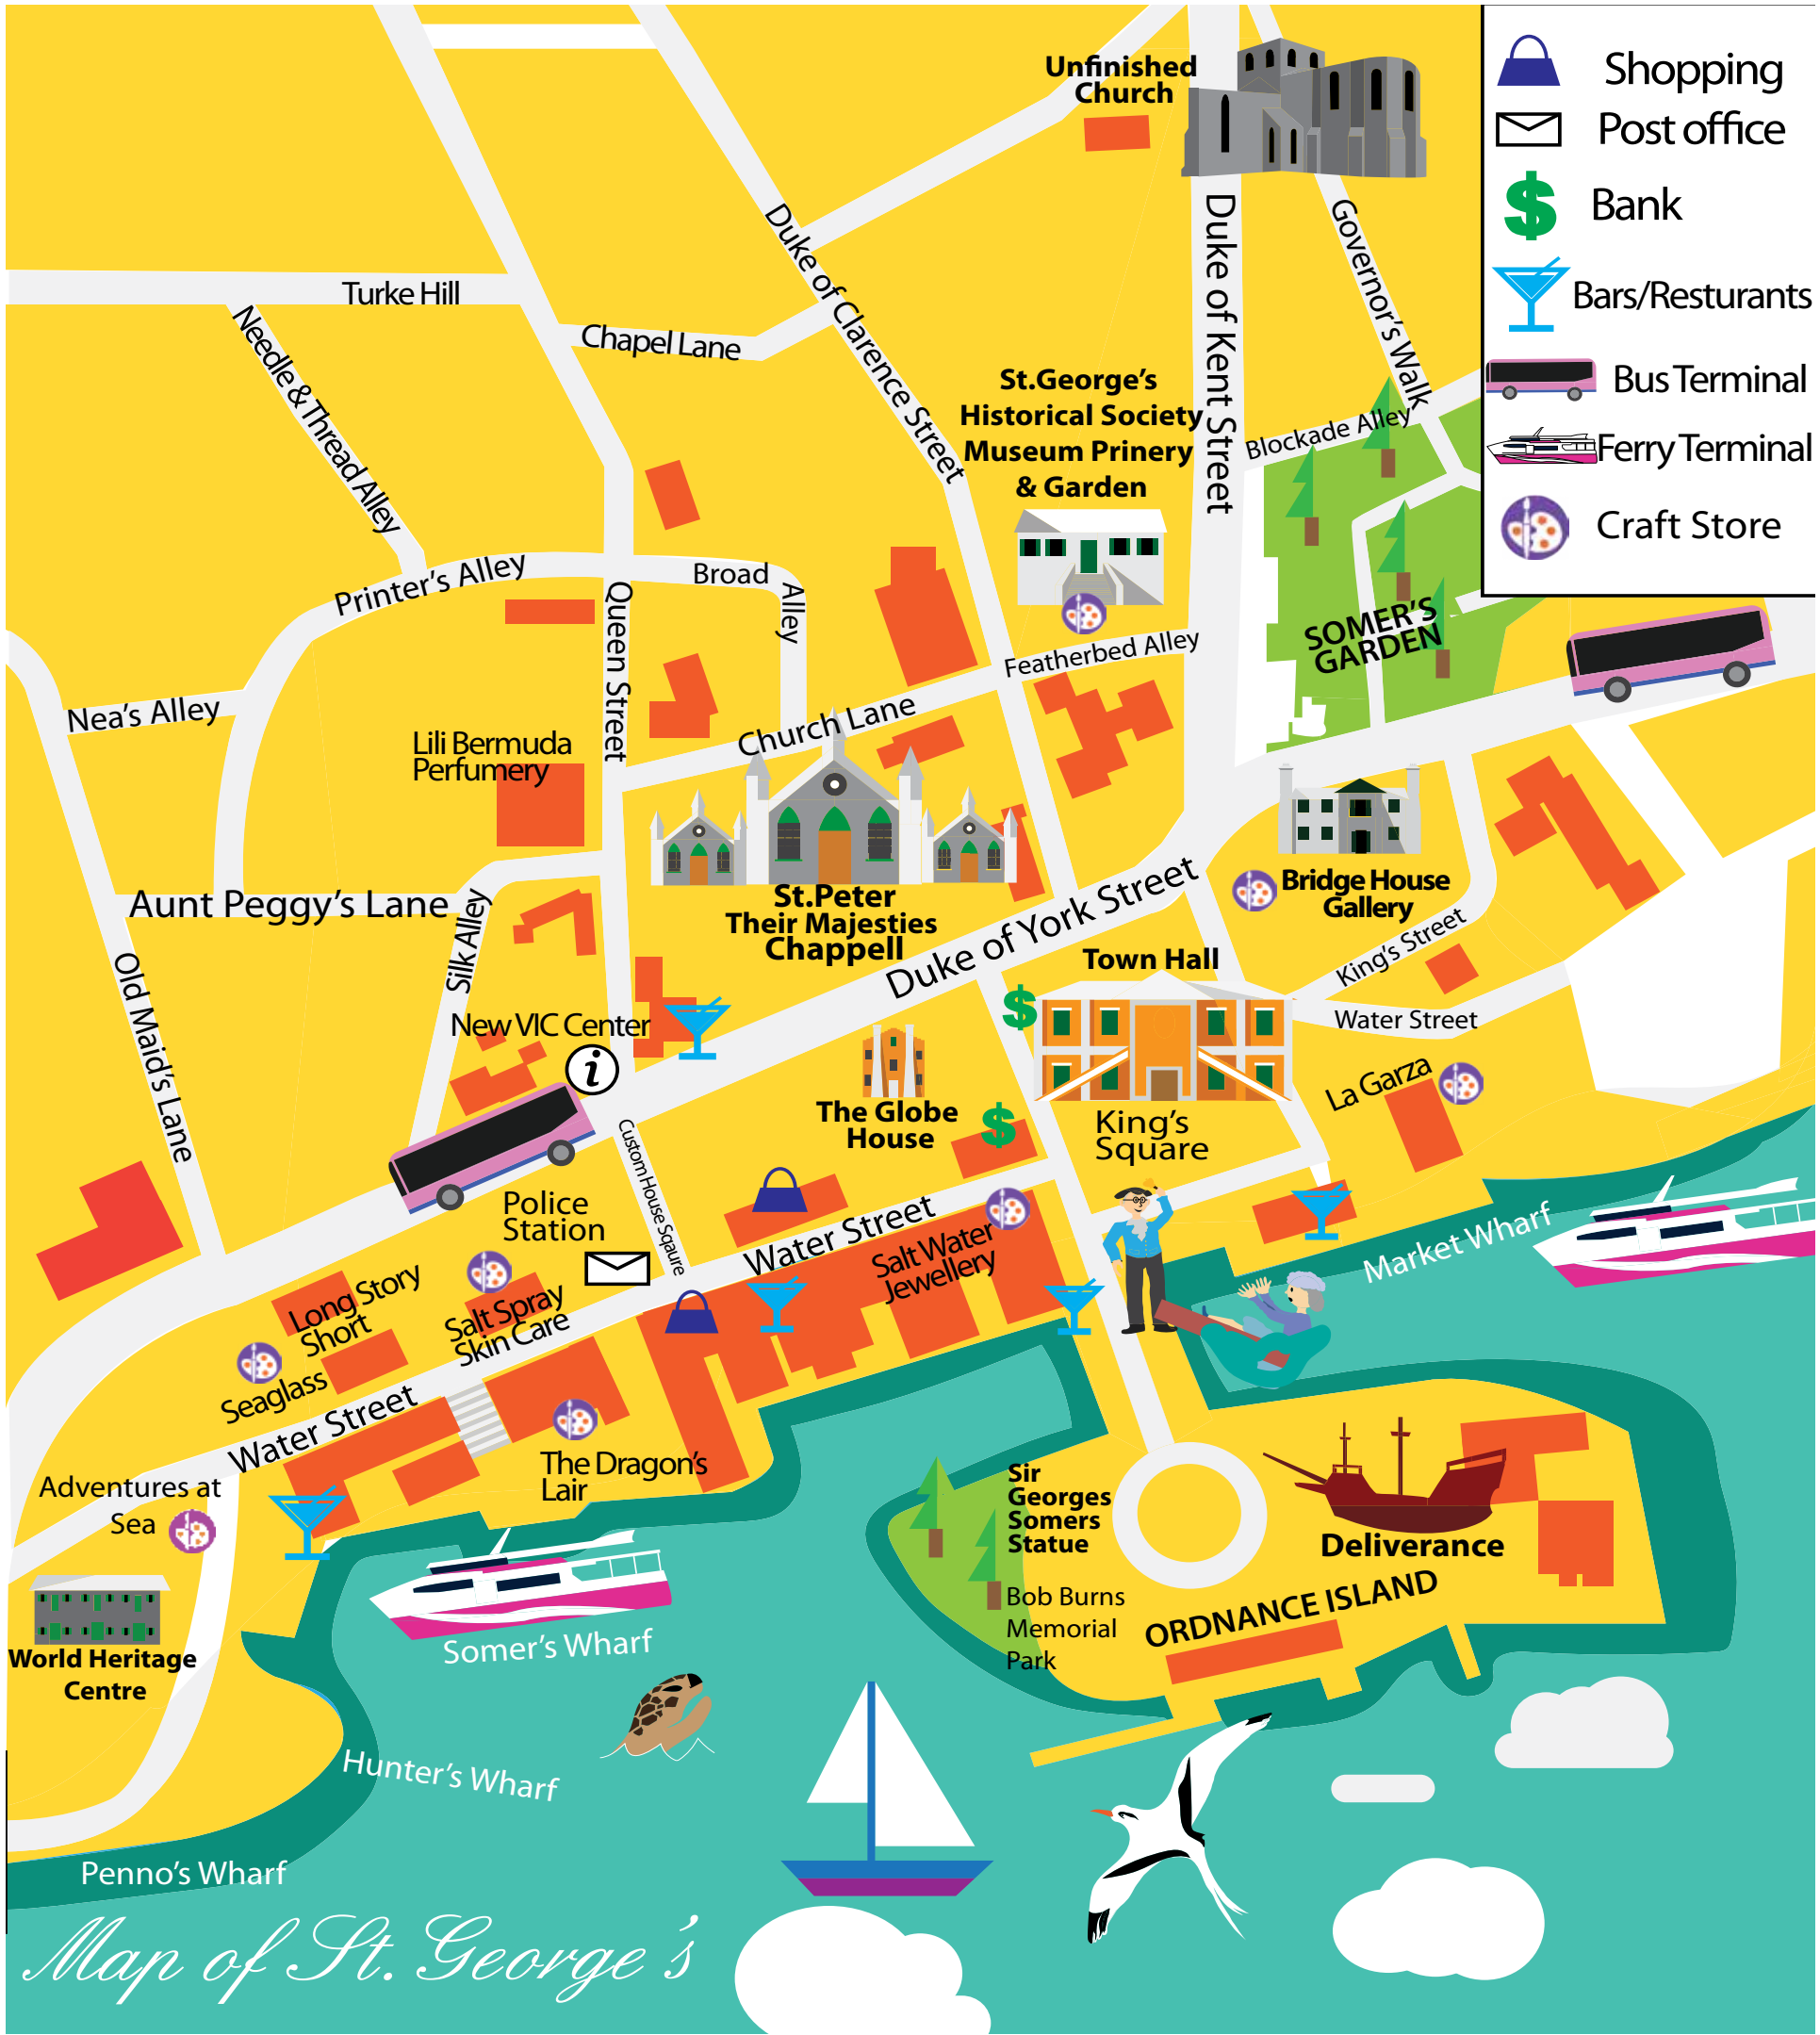 Unfinished
Church
Shopping
Post office
$ Bank
Bars/Resturants
Bus Terminal
Ferry Terminal
Craft Store
Duke of Clarence Street
Duke of Kent Street
Governor's Walk
Turke Hill
Needle & Thread Alley
Chapel Lane
St.George's
Historical Society
Museum Prinery
& Garden
Blockade Alley
Printer's Alley
Broad
Alley
Queen Street
SOMER'S
GARDEN
Featherbed Alley
Nea's Alley
Church Lane
Lili Bermuda
Perfumery
Aunt Peggy's Lane
Silk Alley
Old Maid's Lane
St.Peter
Their Majesties
Chappell
Duke of York Street
Bridge House
Gallery
King's Street
Town Hall
$
Water Street
New VIC Center
i
The Globe
House
$
King's
Square
La Garza
Custom House Sqaure
Police
Station
Water Street
Salt Water
Jewellery
Market Wharf
Long Story
Short
Salt Spray
Skin Care
Seaglass
Water Street
The Dragon's
Lair
Adventures at
Sea
Sir
Georges
Somers
Statue
Deliverance
Bob Burns
Memorial
Park
ORDNANCE ISLAND
World Heritage
Centre
Somer's Wharf
Hunter's Wharf
Penno's Wharf
Map of St. George's